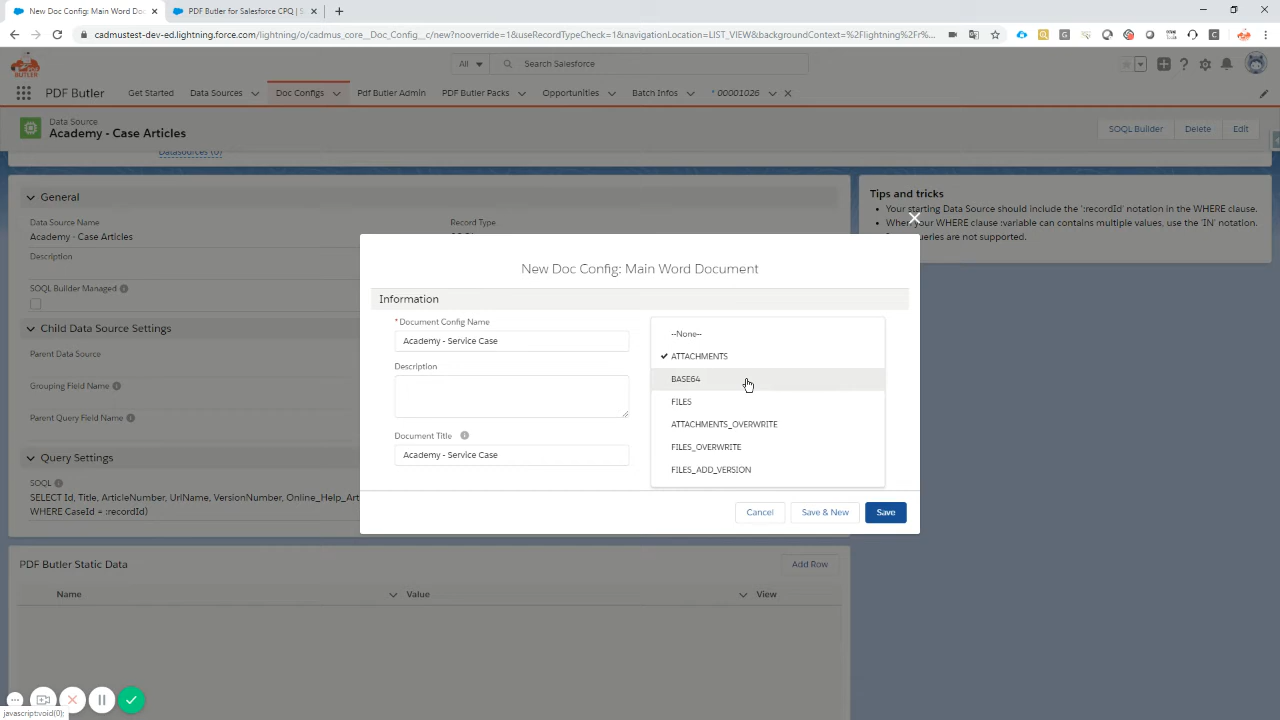 New Doc Config: Main Word Doc
PDF Butler for Salesforce CPQ | S
cadmustest-dev-ed.lightning.force.com/lightning/o/cadmus_core__Doc_Config__c/new?nooverride=1&useRecordTypeCheck=1&navigationLocation=LIST_VIEW&backgroundContext=%2Flightning%2Fr%...
BUTLER
All
Search Salesforce
PDF Butler
Get Started
Data Sources
Doc Configs
Pdf Butler Admin
PDF Butler Packs
Opportunities
Batch Infos
* 00001026
Data Source
Academy - Case Articles
SOQL Builder
Delete
Edit
Datasources (0)
General
Data Source Name
Record Type
Academy - Case Articles
Description
SOQL Builder Managed
Child Data Source Settings
Parent Data Source
Grouping Field Name
Parent Query Field Name
Query Settings
SOQL
SELECT Id, Title, ArticleNumber, UrlName, VersionNumber, Online_Help_Art
WHERE CaseId = :recordId)
Tips and tricks
• Your starting Data Source should include the ':recordId' notation in the WHERE clause.
your WHERE clause :variable can contains multiple values, use the 'IN' notation.
queries are not supported.
New Doc Config: Main Word Document
Information
* Document Config Name
Academy - Service Case
Description
Document Title
Academy - Service Case
--None--
ATTACHMENTS
BASE64
FILES
ATTACHMENTS_OVERWRITE
FILES_OVERWRITE
FILES_ADD_VERSION
Cancel
Save & New
Save
PDF Butler Static Data
Add Row
Name
Value
View
javascript:void(0);